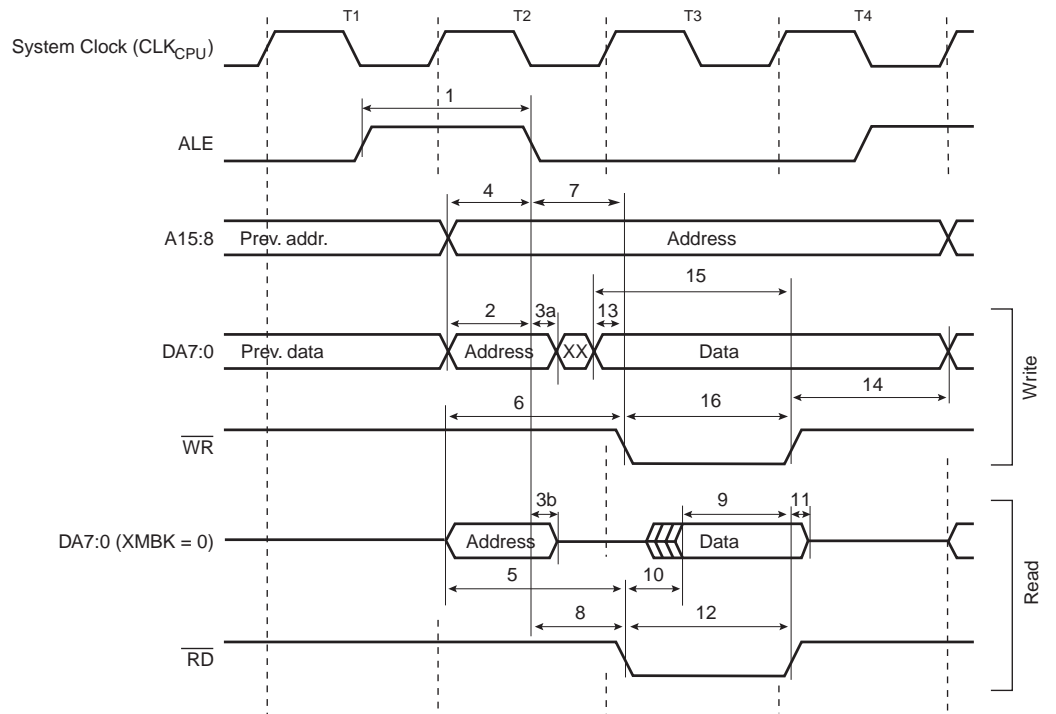 T1 T2 T3 T4
System Clock (CLKCPU)
1
ALE
4 7
A15:8 Prev. addr. Address
15
2 3a 13
DA7:0 Prev. data Address XX Data
14
6 16
WR
Write
3b 9 11
DA7:0 (XMBK = 0) Address Data
5 10
8 12
RD
Read